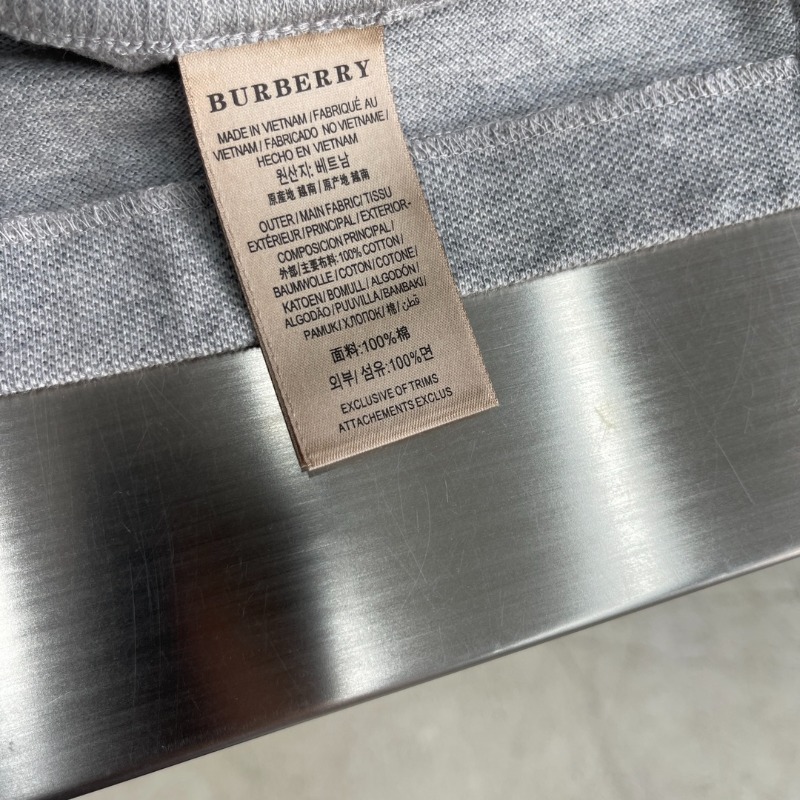 BURBERRY
MADE IN VIETNAM / FABRIQUÉ AU
VIETNAM / FABRICADO NO VIETNAME /
HECHO EN VIETNAM
원산지: 베트남
原産地 越南 / 原产地 越南
OUTER / MAIN FABRIC / TISSU
EXTÉRIEUR / PRINCIPAL / EXTERIOR-
COMPOSICION PRINCIPAL /
外部/主要布料: 100% COTTON /
BAUMWOLLE / COTON / COTONE /
KATOEN / BOMULL / ALGODÓN /
ALGODÃO / PUUVILLA / BAMBAKI /
PAMUK / ХЛОПОК / 棉 / قطن
面料:100%棉
외부/ 섬유:100%면
EXCLUSIVE OF TRIMS
ATTACHEMENTS EXCLUS